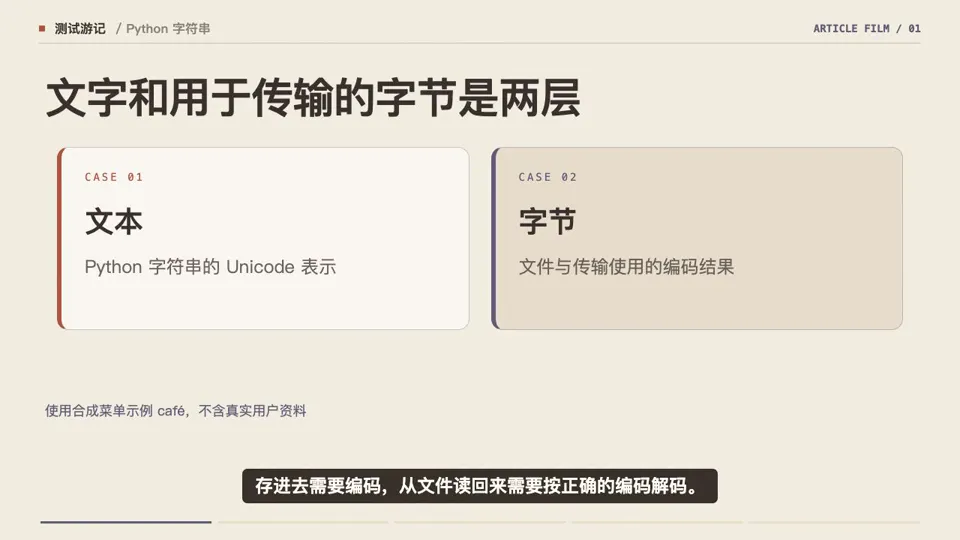 测试游记 / Python 字符串
ARTICLE FILM / 01
文字和用于传输的字节是两层
CASE 01
文本
Python 字符串的 Unicode 表示
CASE 02
字节
文件与传输使用的编码结果
使用合成菜单示例 café，不含真实用户资料
存进去需要编码，从文件读回来需要按正确的编码解码。